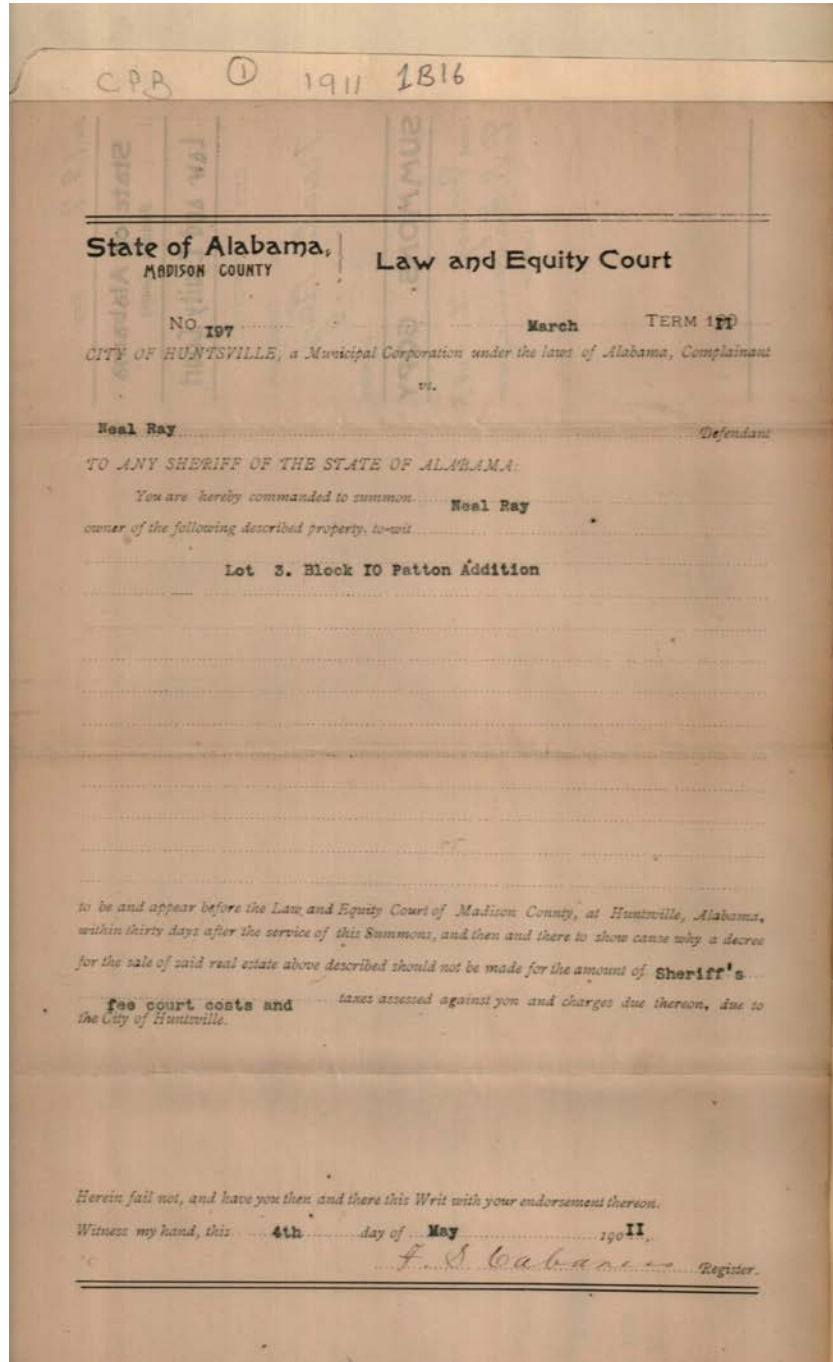 CPB ① 1911 1B16
State of Alabama,
MADISON COUNTY
Law and Equity Court
No. I97 March TERM 190II
CITY OF HUNTSVILLE, a Municipal Corporation under the laws of Alabama, Complainant
vs.
Neal Ray Defendant
TO ANY SHERIFF OF THE STATE OF ALABAMA:
You are hereby commanded to summon Neal Ray
owner of the following described property, to-wit
Lot 3. Block IO Patton Addition
to be and appear before the Law and Equity Court of Madison County, at Huntsville, Alabama,
within thirty days after the service of this Summons, and then and there to show cause why a decree
for the sale of said real estate above described should not be made for the amount of Sheriff's
fee court costs and taxes assessed against you and charges due thereon, due to
the City of Huntsville.
Herein fail not, and have you then and there this Writ with your endorsement thereon.
Witness my hand, this 4th day of May 190II,
F. S. Cabaness Register.